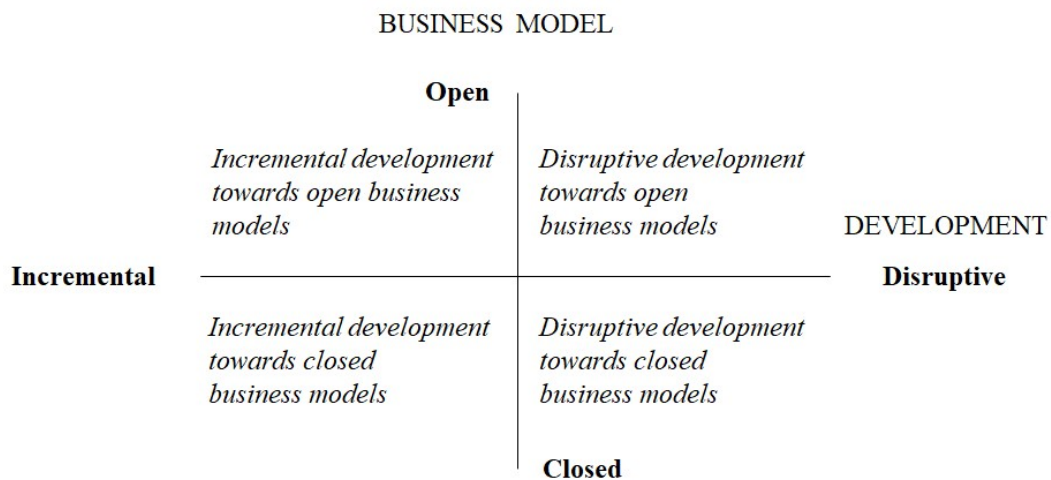 BUSINESS MODEL
Open
Incremental development
towards open business
models
Disruptive development
towards open
business models
DEVELOPMENT
Incremental
Disruptive
Incremental development
towards closed
business models
Disruptive development
towards closed
business models
Closed